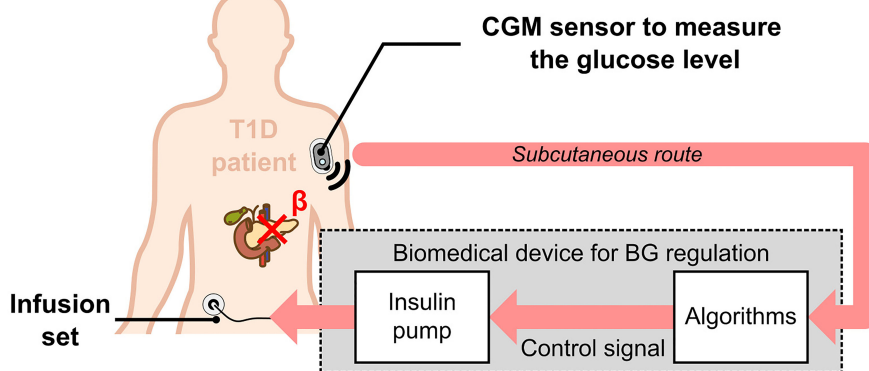 CGM sensor to measure
the glucose level
T1D
patient
Subcutaneous route
β
Biomedical device for BG regulation
Infusion
set
Insulin
pump
Control signal
Algorithms